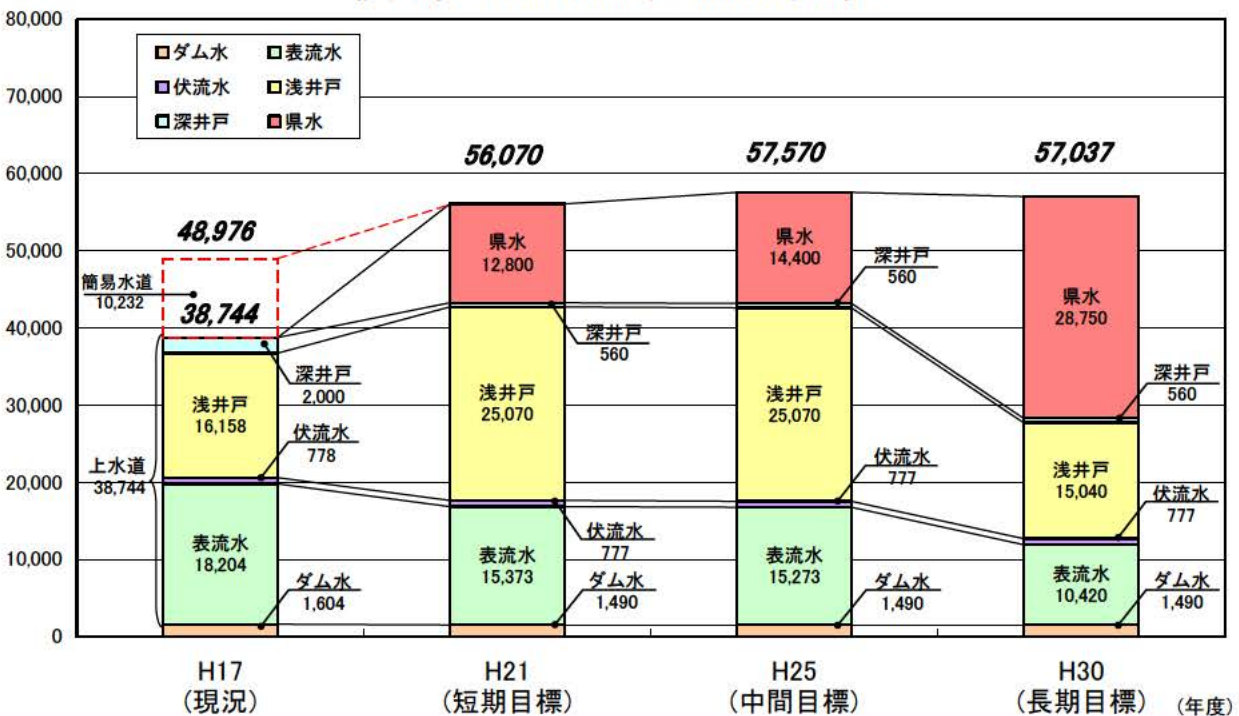 80,000
70,000
60,000
50,000
40,000
30,000
20,000
10,000
0
ダム水 表流水
伏流水 浅井戸
深井戸 県水
48,976
簡易水道
10,232
38,744
深井戸
2,000
浅井戸
16,158
伏流水
778
上水道
38,744
表流水
18,204
ダム水
1,604
56,070
県水
12,800
深井戸
560
浅井戸
25,070
伏流水
777
表流水
15,373
ダム水
1,490
57,570
県水
14,400
深井戸
560
浅井戸
25,070
伏流水
777
表流水
15,273
ダム水
1,490
57,037
県水
28,750
深井戸
560
浅井戸
15,040
伏流水
777
表流水
10,420
ダム水
1,490
H17
(現況)
H21
(短期目標)
H25
(中間目標)
H30
(長期目標)
(年度)